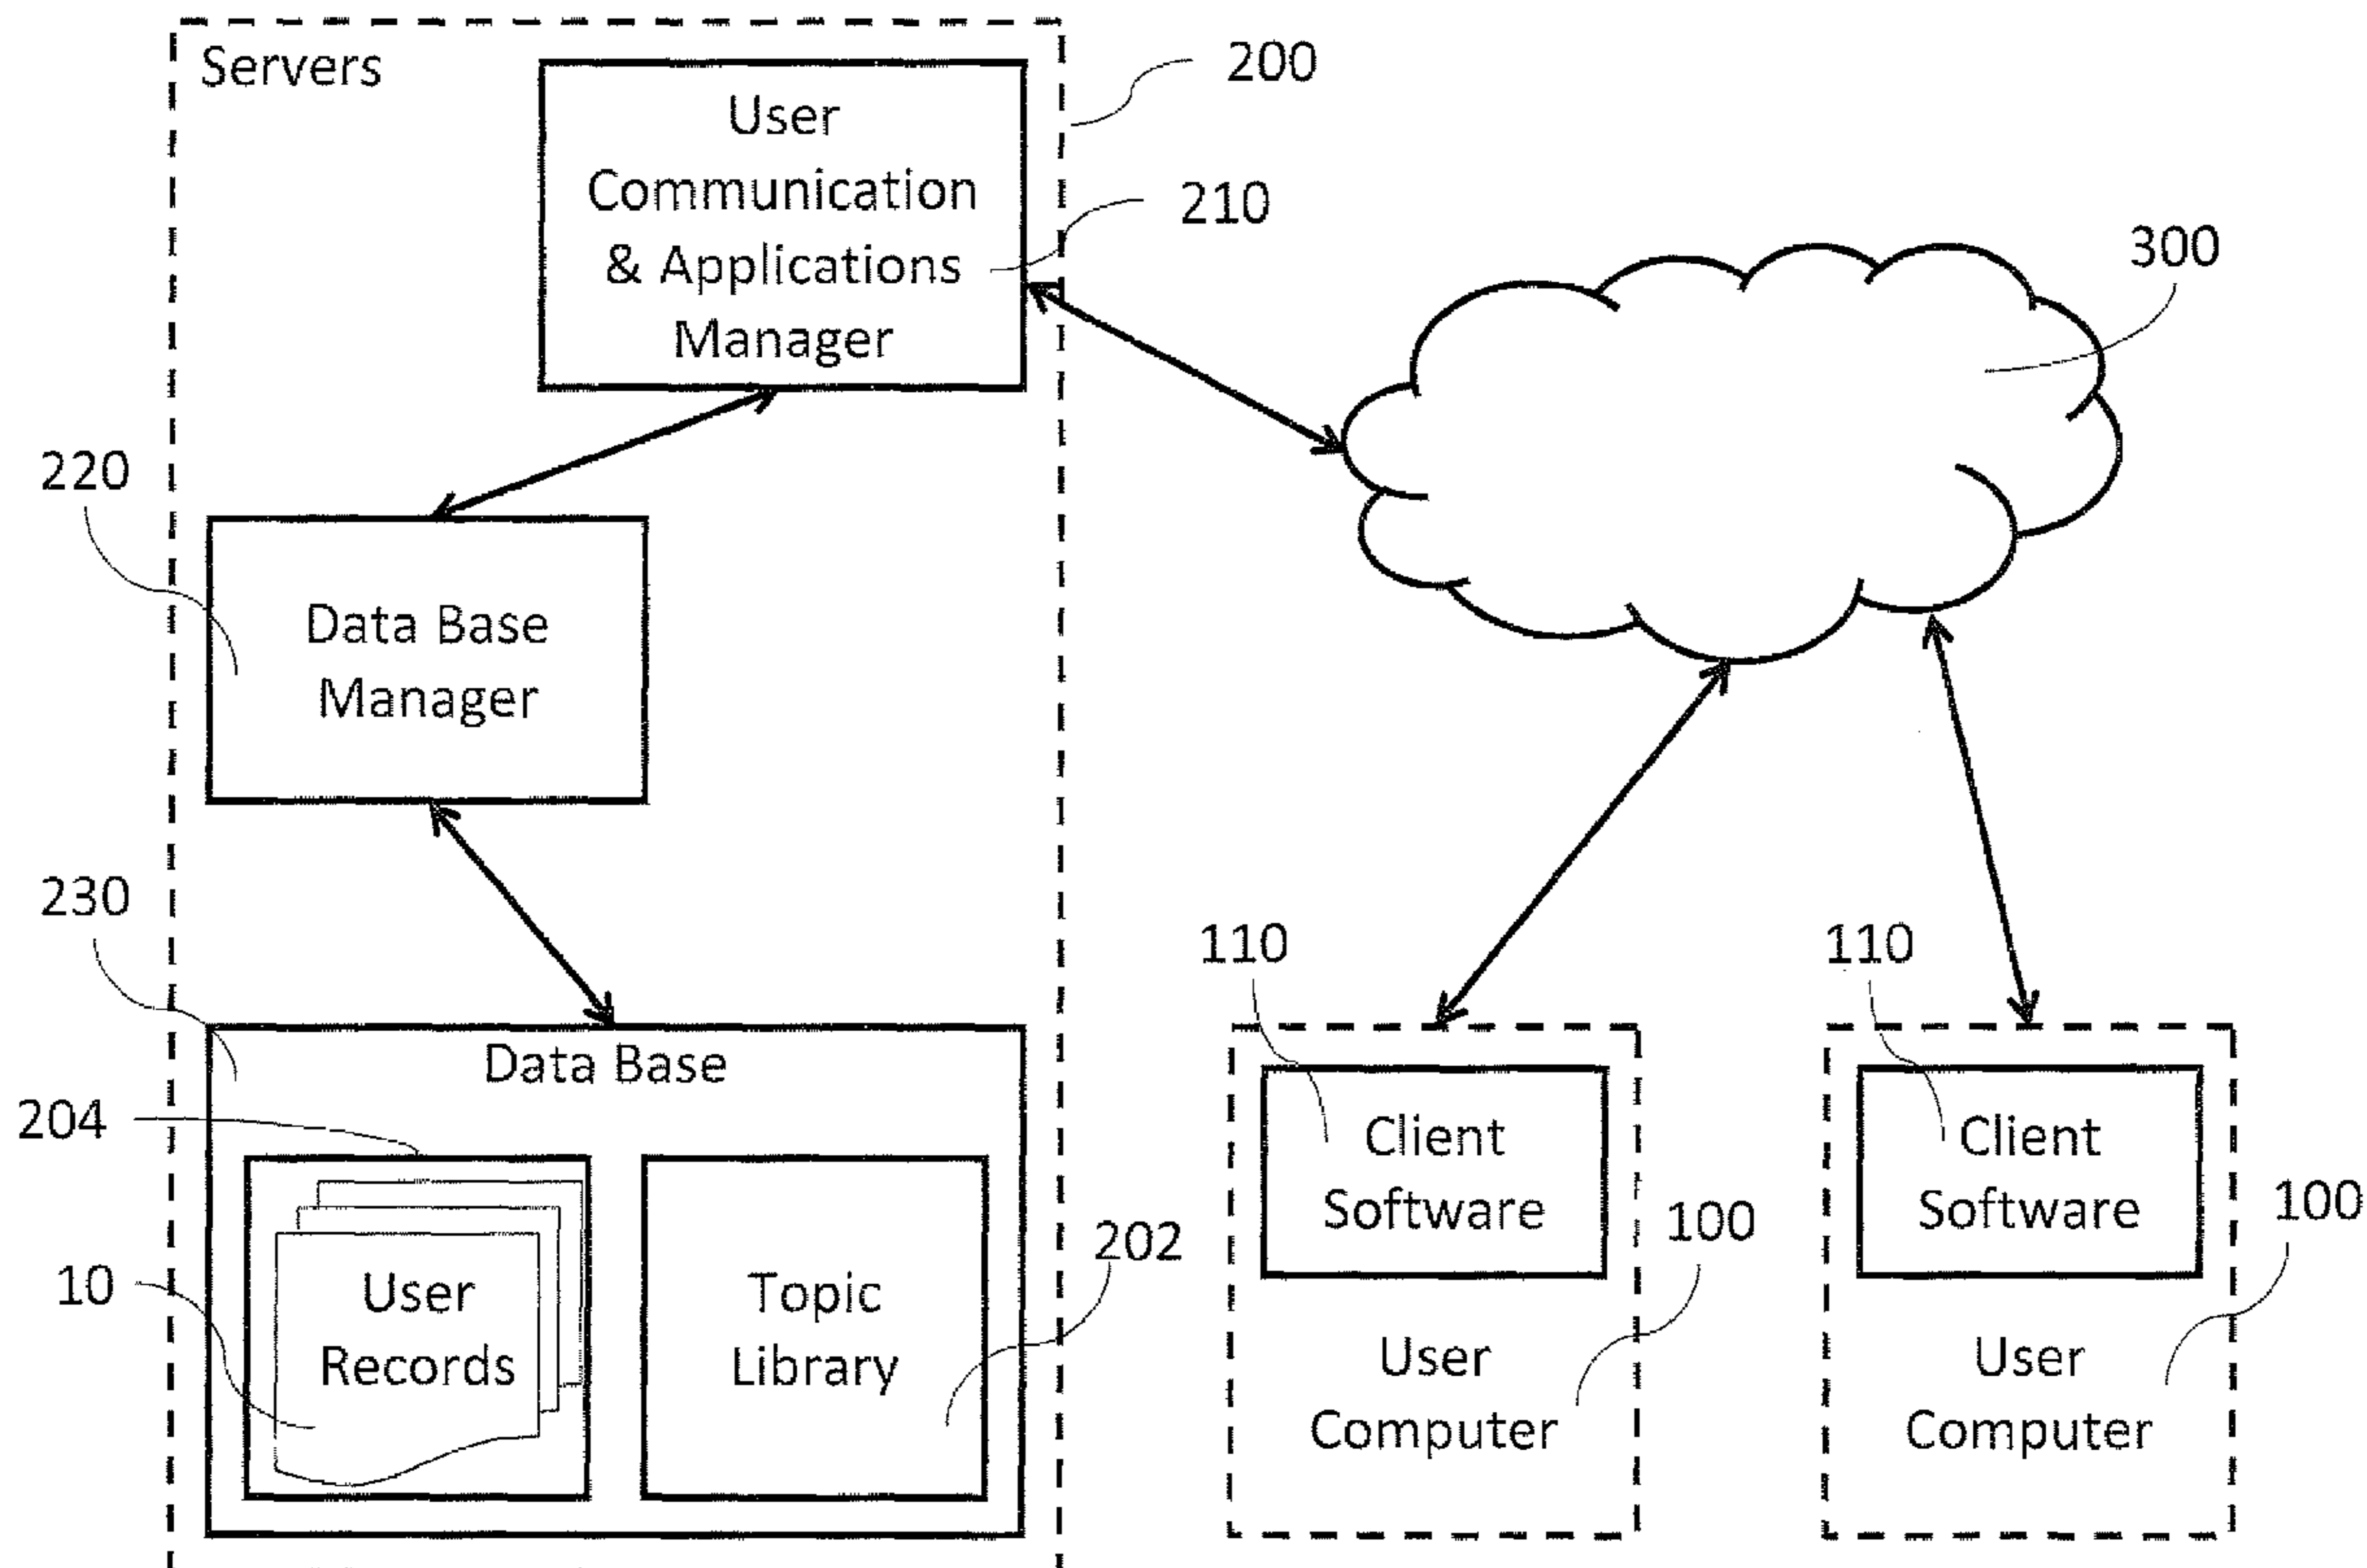 Servers
200
User
Communication
& Applications
Manager
210
300
220
Data Base
Manager
230
Data Base
204
10
User
Records
Topic
Library
202
110
Client
Software
100
User
Computer
110
Client
Software
100
User
Computer